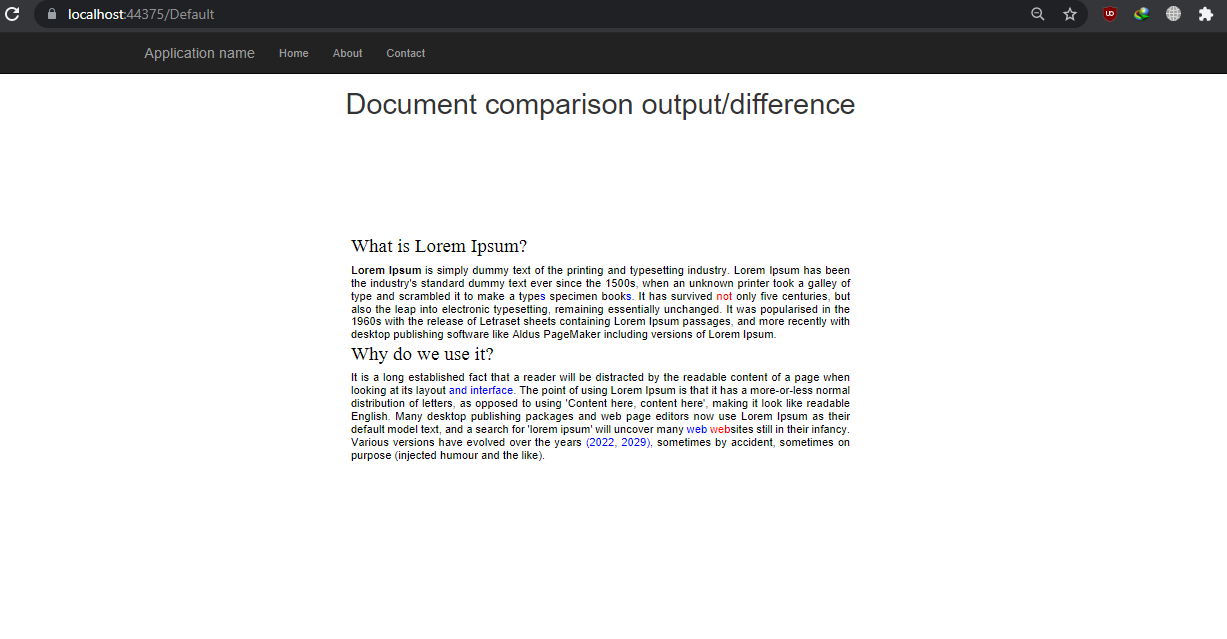 localhost:44375/Default
UD
Application name Home About Contact
Document comparison output/difference
What is Lorem Ipsum?
Lorem Ipsum is simply dummy text of the printing and typesetting industry. Lorem Ipsum has been
the industry's standard dummy text ever since the 1500s, when an unknown printer took a galley of
type and scrambled it to make a types specimen books. It has survived not only five centuries, but
also the leap into electronic typesetting, remaining essentially unchanged. It was popularised in the
1960s with the release of Letraset sheets containing Lorem Ipsum passages, and more recently with
desktop publishing software like Aldus PageMaker including versions of Lorem Ipsum.
Why do we use it?
It is a long established fact that a reader will be distracted by the readable content of a page when
looking at its layout and interface. The point of using Lorem Ipsum is that it has a more-or-less normal
distribution of letters, as opposed to using 'Content here, content here', making it look like readable
English. Many desktop publishing packages and web page editors now use Lorem Ipsum as their
default model text, and a search for 'lorem ipsum' will uncover many web websites still in their infancy.
Various versions have evolved over the years (2022, 2029), sometimes by accident, sometimes on
purpose (injected humour and the like).